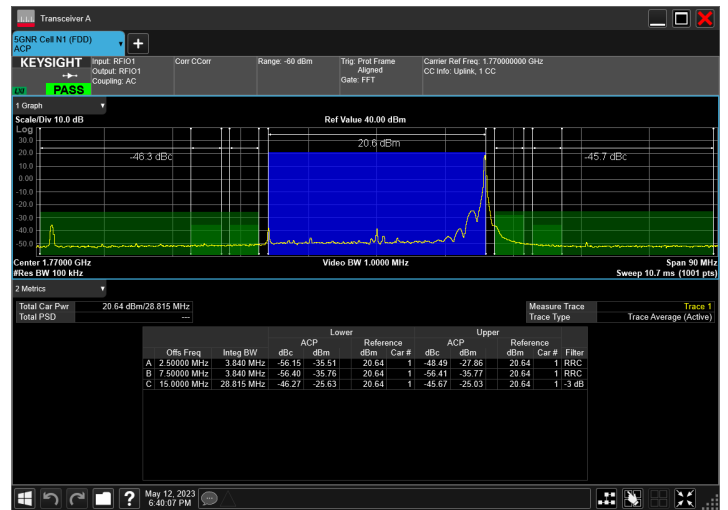 Transceiver A
5GNR Cell N1 (FDD)
ACP
KEYSIGHT
LXI
PASS
Input: RFIO1
Output: RFIO1
Coupling: AC
Corr CCorr
Range: -60 dBm
Trig: Prot Frame
Aligned
Gate: FFT
Carrier Ref Freq: 1.770000000 GHz
CC Info: Uplink, 1 CC
1 Graph
Scale/Div 10.0 dB
Ref Value 40.00 dBm
Log
30.0
20.0
10.0
0.00
-10.0
-20.0
-30.0
-40.0
-50.0
-46.3 dBc
20.6 dBm
-45.7 dBc
Center 1.77000 GHz
Video BW 1.0000 MHz
Span 90 MHz
#Res BW 100 kHz
Sweep 10.7 ms (1001 pts)
2 Metrics
Total Car Pwr 20.64 dBm/28.815 MHz
Total PSD ---
Measure Trace Trace 1
Trace Type Trace Average (Active)
Lower Upper
ACP Reference ACP Reference
Offs Freq Integ BW dBc dBm dBm Car # dBc dBm dBm Car # Filter
A 2.50000 MHz 3.840 MHz -56.15 -35.51 20.64 1 -48.49 -27.86 20.64 1 RRC
B 7.50000 MHz 3.840 MHz -56.40 -35.76 20.64 1 -56.41 -35.77 20.64 1 RRC
C 15.0000 MHz 28.815 MHz -46.27 -25.63 20.64 1 -45.67 -25.03 20.64 1 -3 dB
?
May 12, 2023
6:40:07 PM